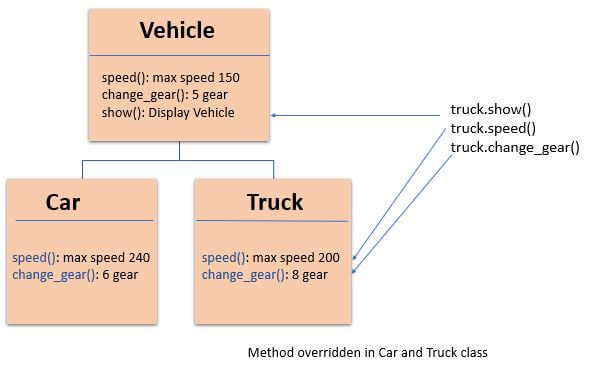 Vehicle
speed(): max speed 150
change_gear(): 5 gear
show(): Display Vehicle
truck.show()
truck.speed()
truck.change_gear()
Car
speed(): max speed 240
change_gear(): 6 gear
Truck
speed(): max speed 200
change_gear(): 8 gear
Method overridden in Car and Truck class